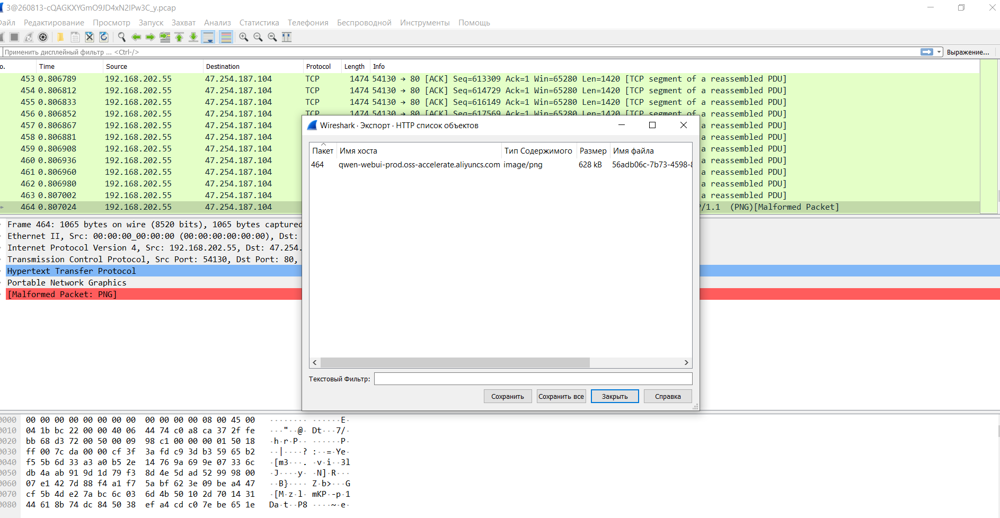 3@260813-cQAGKXYGmO9JD4xN2IPw3C_y.pcap
Файл Редактирование Просмотр Запуск Захват Анализ Статистика Телефония Беспроводной Инструменты Помощь
Применить дисплейный фильтр ... <Ctrl-/> Выражение...
o. Time Source Destination Protocol Length Info
453 0.806789 192.168.202.55 47.254.187.104 TCP 1474 54130 → 80 [ACK] Seq=613309 Ack=1 Win=65280 Len=1420 [TCP segment of a reassembled PDU]
454 0.806812 192.168.202.55 47.254.187.104 TCP 1474 54130 → 80 [ACK] Seq=614729 Ack=1 Win=65280 Len=1420 [TCP segment of a reassembled PDU]
455 0.806833 192.168.202.55 47.254.187.104 TCP 1474 54130 → 80 [ACK] Seq=616149 Ack=1 Win=65280 Len=1420 [TCP segment of a reassembled PDU]
456 0.806852 192.168.202.55 47.254.187.104 TCP 1474 54130 → 80 [ACK] Seq=617569 Ack=1 Win=65280 Len=1420 [TCP segment of a reassembled PDU]
457 0.806867 192.168.202.55 47.254.187.104 a reassembled PDU]
458 0.806881 192.168.202.55 47.254.187.104 a reassembled PDU]
459 0.806908 192.168.202.55 47.254.187.104 a reassembled PDU]
460 0.806936 192.168.202.55 47.254.187.104 a reassembled PDU]
461 0.806960 192.168.202.55 47.254.187.104 a reassembled PDU]
462 0.806980 192.168.202.55 47.254.187.104 a reassembled PDU]
463 0.807002 192.168.202.55 47.254.187.104 a reassembled PDU]
464 0.807024 192.168.202.55 47.254.187.104 P/1.1 (PNG)[Malformed Packet]
Frame 464: 1065 bytes on wire (8520 bits), 1065 bytes captured
Ethernet II, Src: 00:00:00_00:00:00 (00:00:00:00:00:00), Dst:
Internet Protocol Version 4, Src: 192.168.202.55, Dst: 47.254.
Transmission Control Protocol, Src Port: 54130, Dst Port: 80,
Hypertext Transfer Protocol
Portable Network Graphics
[Malformed Packet: PNG]
Wireshark · Экспорт · HTTP список объектов
Пакет Имя хоста Тип Содержимого Размер Имя файла
464 qwen-webui-prod.oss-accelerate.aliyuncs.com image/png 628 kB 56adb06c-7b73-4598-8
Текстовый Фильтр:
Сохранить Сохранить все Закрыть Справка
0000 00 00 00 00 00 00 00 00 00 00 00 00 08 00 45 00 ········ ······E·
0010 04 1b bc 22 00 00 40 06 44 74 c0 a8 ca 37 2f fe ···"··@· Dt···7/·
0020 bb 68 d3 72 00 50 00 09 98 c1 00 00 00 01 50 18 ·h·r·P·· ······P·
0030 ff 00 7c da 00 00 cf 3f 3a fd c9 3d b3 59 65 b2 ··|····? :··=·Ye·
0040 f5 5b 6d 33 a3 a0 b5 2e 14 76 9a 69 9e 07 33 6c ·[m3···. ·v·i··3l
0050 db 4a ab 91 9d 1d 79 f3 8d 4e 5d ad 52 99 98 00 ·J····y· ·N]·R···
0060 07 e1 42 7d 88 f4 a1 f7 5a bf 62 3e 09 be a4 47 ··B}···· Z·b>···G
0070 cf 5b 4d e2 7a bc 6c 03 6d 4b 50 10 2d 70 14 31 ·[M·z·l· mKP·-p·1
0080 44 61 8b 74 dc 84 50 38 ef a4 cd c0 7e be 65 1e Da·t··P8 ····~·e·